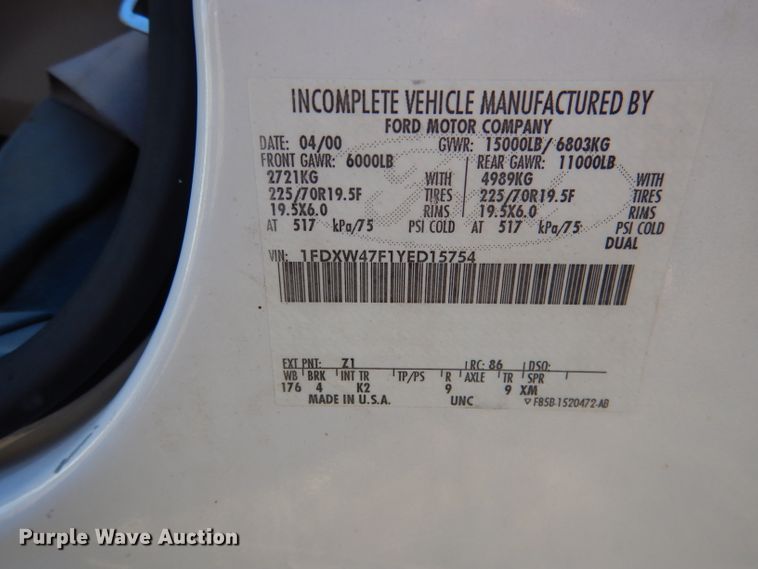 INCOMPLETE VEHICLE MANUFACTURED BY
FORD MOTOR COMPANY
DATE: 04/00 GVWR: 15000LB/ 6803KG
FRONT GAWR: 6000LB REAR GAWR: 11000LB
2721KG WITH 4989KG WITH
225/70R19.5F TIRES 225/70R19.5F TIRES
19.5X6.0 RIMS 19.5X6.0 RIMS
AT 517 kPa/75 PSI COLD AT 517 kPa/75 PSI COLD
DUAL
VIN: 1FDXW47F1YED15754
EXT PNT: Z1 RC: 86 DSO:
WB BRK INT TR TP/PS R AXLE TR SPR
176 4 K2 9 9 XM
MADE IN U.S.A. UNC F85B-1520472-AB
Purple Wave Auction